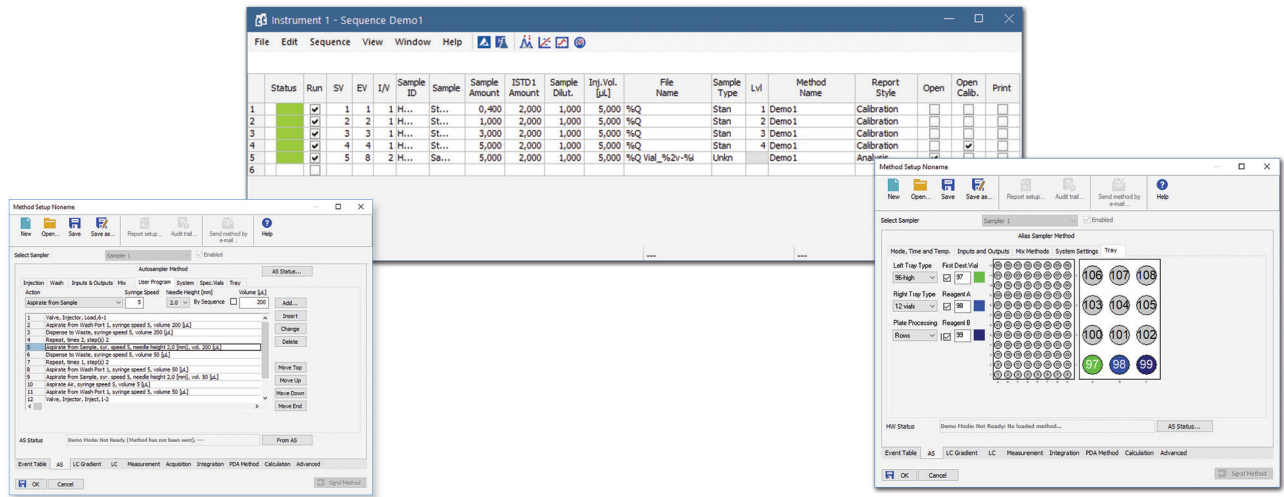 Instrument 1 - Sequence Demo1
File Edit Sequence View Window Help
Status Run SV EV I/V Sample ID Sample Sample Amount ISTD1 Amount Sample Dilut. Inj.Vol. [µL] File Name Sample Type Lvl Method Name Report Style Open Open Calib. Print
1 1 1 1 H... St... 0,400 2,000 1,000 5,000 %Q Stan 1 Demo1 Calibration
2 2 2 1 H... St... 1,000 2,000 1,000 5,000 %Q Stan 2 Demo1 Calibration
3 3 3 1 H... St... 3,000 2,000 1,000 5,000 %Q Stan 3 Demo1 Calibration
4 4 4 1 H... St... 5,000 2,000 1,000 5,000 %Q Stan 4 Demo1 Calibration
5 5 8 2 H... Sa... 5,000 2,000 1,000 5,000 %Q Vial_%2v-%i Unkn Demo1 Analysis
6
--- ---
Method Setup Noname
New Open... Save Save as... Report setup... Audit trail... Send method by e-mail... Help
Select Sampler Sampler 1 Enabled
Autosampler Method AS Status...
Injection Wash Inputs & Outputs Mix User Program System Spec.Vials Tray
Action Syringe Speed Needle Height [mm] Volume [µL]
Aspirate from Sample 5 2.0 By Sequence 200 Add...
Insert
Change
Delete
Move Top
Move Up
Move Down
Move End
1 Valve, Injector, Load,6-1
2 Aspirate from Wash Port 1, syringe speed 5, volume 200 [µL]
3 Dispense to Waste, syringe speed 5, volume 200 [µL]
4 Repeat, times 2, step(s) 2
5 Aspirate from Sample, syr. speed 5, needle height 2,0 [mm], vol. 200 [µL]
6 Dispense to Waste, syringe speed 5, volume 50 [µL]
7 Repeat, times 1, step(s) 2
8 Aspirate from Wash Port 1, syringe speed 5, volume 50 [µL]
9 Aspirate from Sample, syr. speed 5, needle height 2,0 [mm], vol. 50 [µL]
10 Aspirate Air, syringe speed 5, volume 5 [µL]
11 Aspirate from Wash Port 1, syringe speed 5, volume 50 [µL]
12 Valve, Injector, Inject,1-2
AS Status Demo Mode: Not Ready (Method has not been sent). --- From AS
Event Table AS LC Gradient LC Measurement Acquisition Integration PDA Method Calculation Advanced
OK Cancel Send Method
Method Setup Noname
New Open... Save Save as... Report setup... Audit trail... Send method by e-mail... Help
Select Sampler Sampler 1 Enabled
Alias Sampler Method
Mode, Time and Temp. Inputs and Outputs Mix Methods System Settings Tray
Left Tray Type First Dest.Vial
96-high 97
Right Tray Type Reagent A
12 vials 98
Plate Processing Reagent B
Rows 99
106 107 108
103 104 105
100 101 102
97 98 99
HW Status Demo Mode: Not Ready: No loaded method... AS Status...
Event Table AS LC Gradient LC Measurement Integration PDA Method Calculation Advanced
OK Cancel Send Method